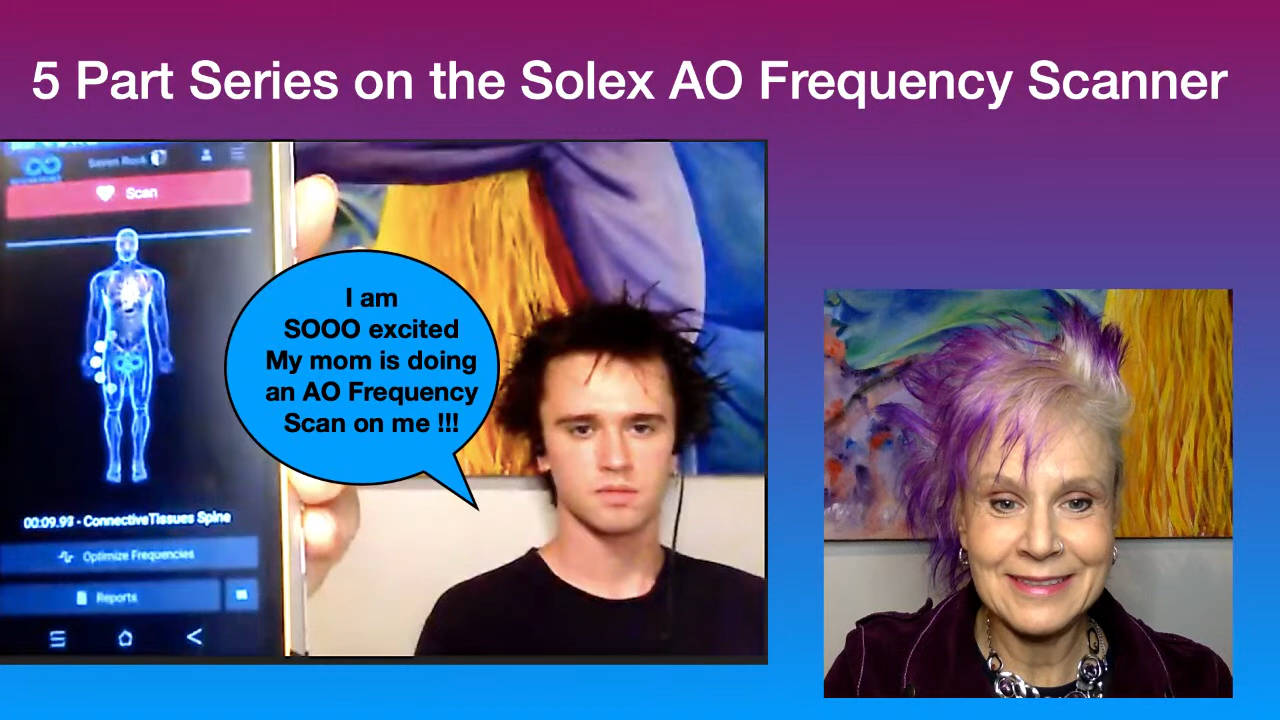 5 Part Series on the Solex AO Frequency Scanner
Scan
I am
SOOO excited
My mom is doing
an AO Frequency
Scan on me !!!
00:09.99 - ConnectiveTissues Spine
Optimize Frequencies
Reports